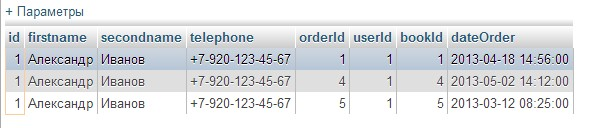 + Параметры
id firstname secondname telephone orderId userId bookId dateOrder
1 Александр Иванов +7-920-123-45-67 1 1 1 2013-04-18 14:56:00
1 Александр Иванов +7-920-123-45-67 4 1 4 2013-05-02 14:12:00
1 Александр Иванов +7-920-123-45-67 5 1 5 2013-03-12 08:25:00